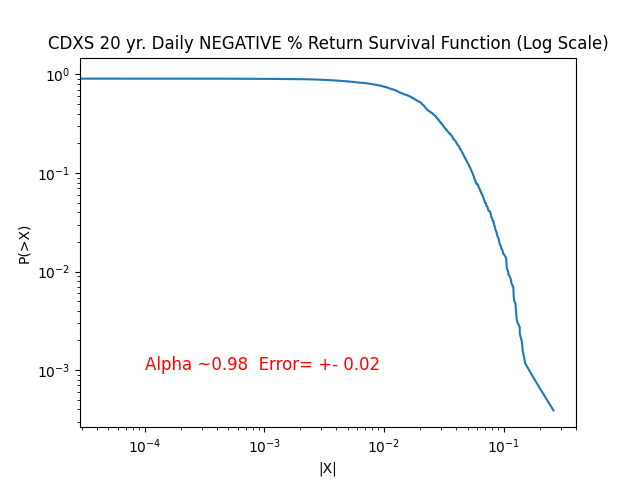 CDXS 20 yr. Daily NEGATIVE % Return Survival Function (Log Scale)
10⁰
10⁻¹
10⁻²
10⁻³
P(>X)
Alpha ~0.98  Error= +- 0.02
10⁻⁴ 10⁻³ 10⁻² 10⁻¹
|X|